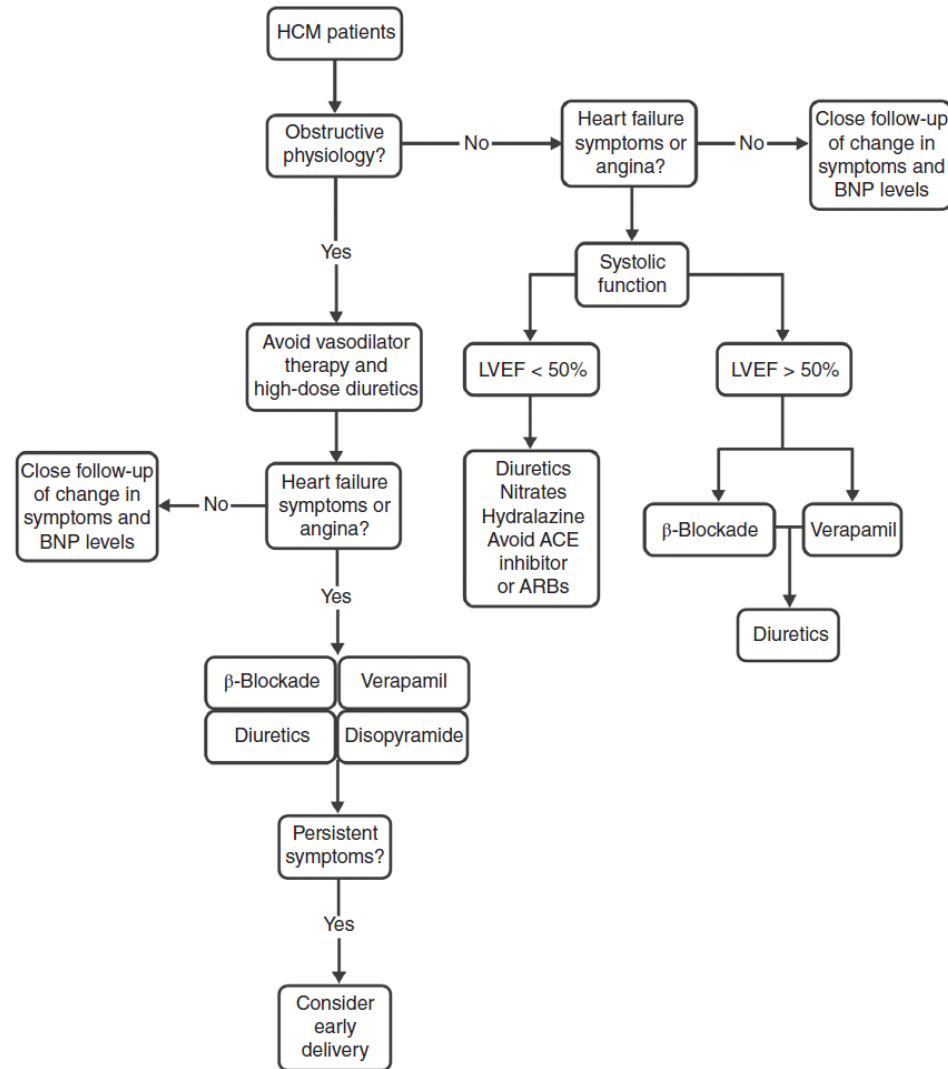 HCM patients
Obstructive
physiology?
No
Heart failure
symptoms or
angina?
No
Close follow-up
of change in
symptoms and
BNP levels
Yes
Systolic
function
Avoid vasodilator
therapy and
high-dose diuretics
LVEF < 50%
LVEF > 50%
Close follow-up
of change in
symptoms and
BNP levels
No
Heart failure
symptoms or
angina?
Diuretics
Nitrates
Hydralazine
Avoid ACE
inhibitor
or ARBs
β-Blockade
Verapamil
Diuretics
Yes
β-Blockade
Verapamil
Diuretics
Disopyramide
Persistent
symptoms?
Yes
Consider
early
delivery